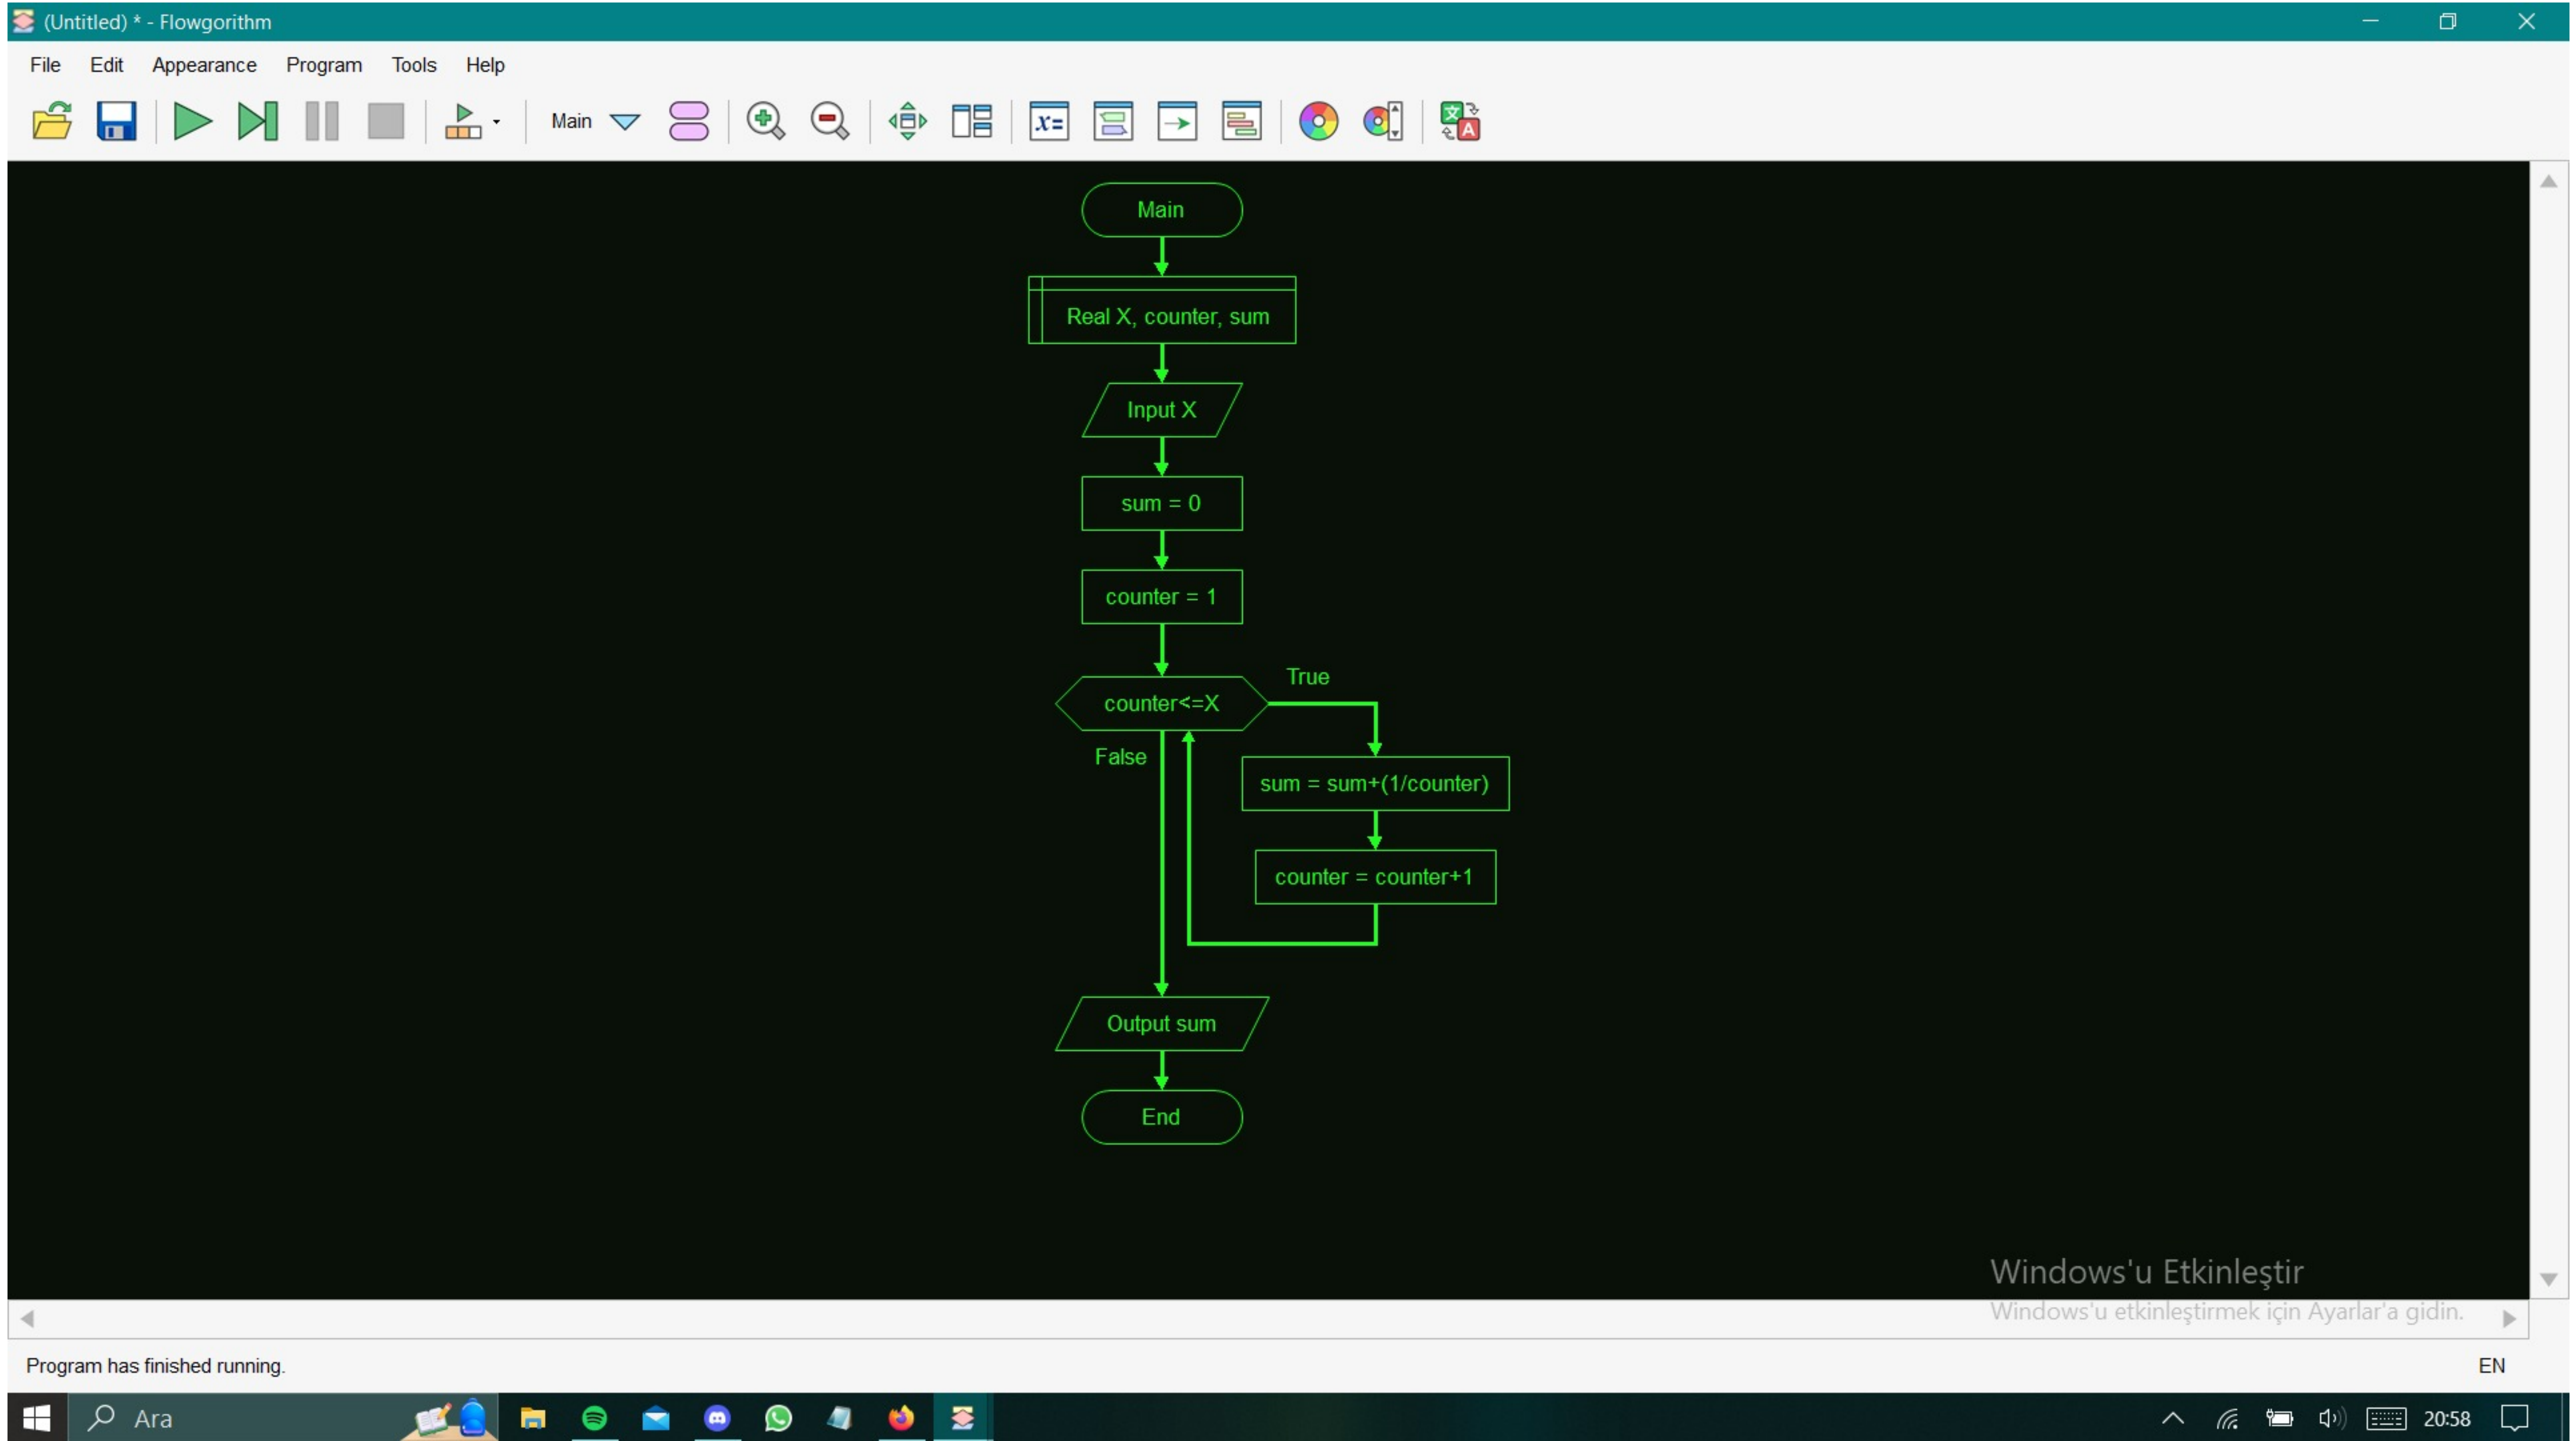 (Untitled) * - Flowgorithm
File Edit Appearance Program Tools Help
Main
x=
文
A
Main
Real X, counter, sum
Input X
sum = 0
counter = 1
counter<=X
True
False
sum = sum+(1/counter)
counter = counter+1
Output sum
End
Windows'u Etkinleştir
Windows'u etkinleştirmek için Ayarlar'a gidin.
Program has finished running.
EN
Ara
20:58